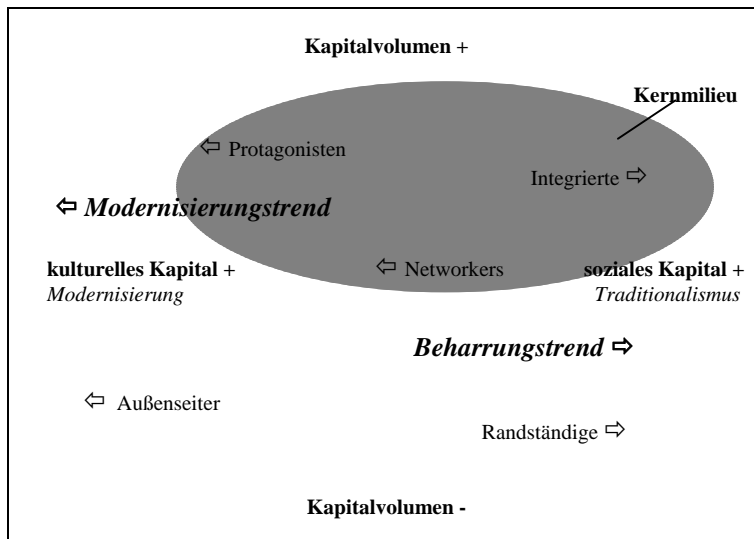 Kapitalvolumen +
Kernmilieu
⇦ Protagonisten
Integrierte ⇨
⇦ Modernisierungstrend
kulturelles Kapital +
Modernisierung
⇦ Networkers
soziales Kapital +
Traditionalismus
Beharrungstrend ⇨
⇦ Außenseiter
Randständige ⇨
Kapitalvolumen -